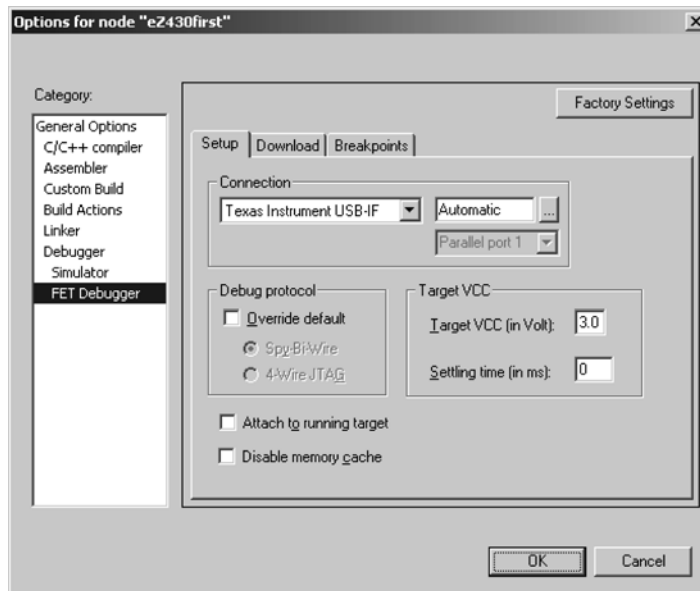 Options for node "eZ430first"
Category:
General Options
C/C++ compiler
Assembler
Custom Build
Build Actions
Linker
Debugger
Simulator
FET Debugger
Factory Settings
Setup Download Breakpoints
Connection
Texas Instrument USB-IF Automatic ...
Parallel port 1
Debug protocol
Override default
Spy-Bi-Wire
4-Wire JTAG
Target VCC
Target VCC (in Volt): 3.0
Settling time (in ms): 0
Attach to running target
Disable memory cache
OK Cancel